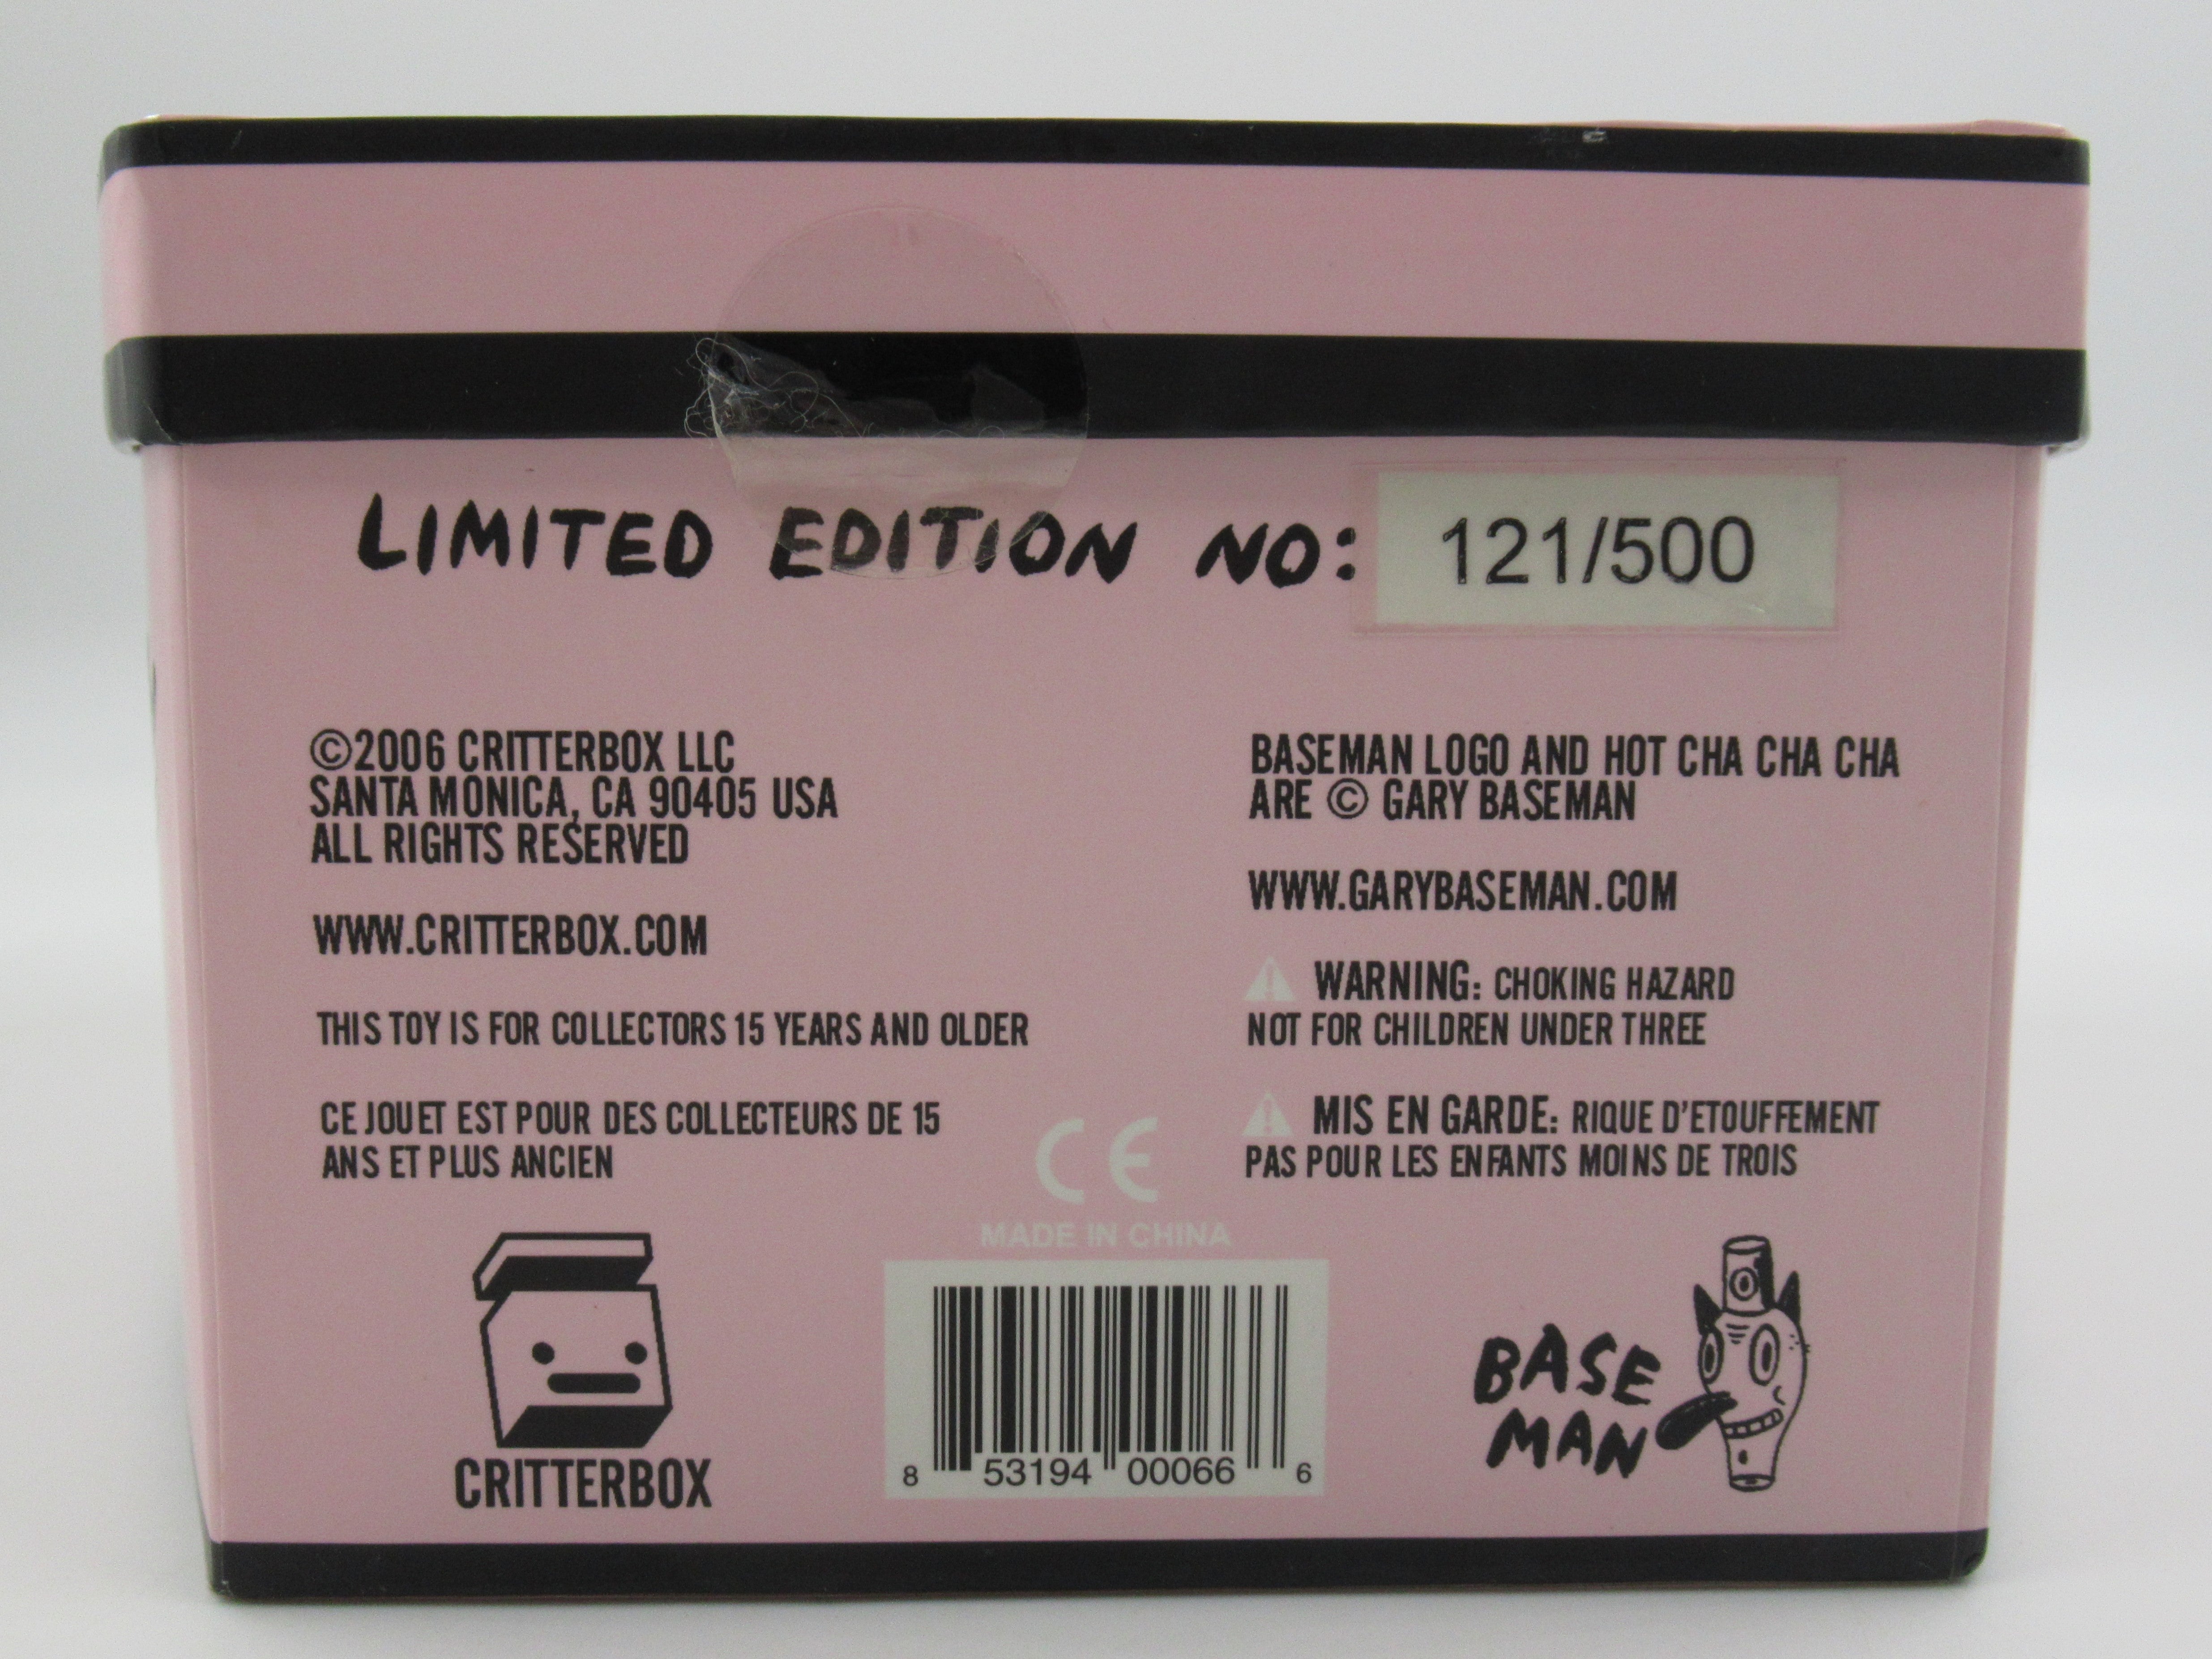 LIMITED EDITION NO: 121/500
©2006 CRITTERBOX LLC
SANTA MONICA, CA 90405 USA
ALL RIGHTS RESERVED
WWW.CRITTERBOX.COM
THIS TOY IS FOR COLLECTORS 15 YEARS AND OLDER
CE JOUET EST POUR DES COLLECTEURS DE 15
ANS ET PLUS ANCIEN
BASEMAN LOGO AND HOT CHA CHA CHA
ARE © GARY BASEMAN
WWW.GARYBASEMAN.COM
WARNING: CHOKING HAZARD
NOT FOR CHILDREN UNDER THREE
MIS EN GARDE: RIQUE D'ETOUFFEMENT
PAS POUR LES ENFANTS MOINS DE TROIS
CE
MADE IN CHINA
CRITTERBOX
8 53194 00066 6
BASE
MAN